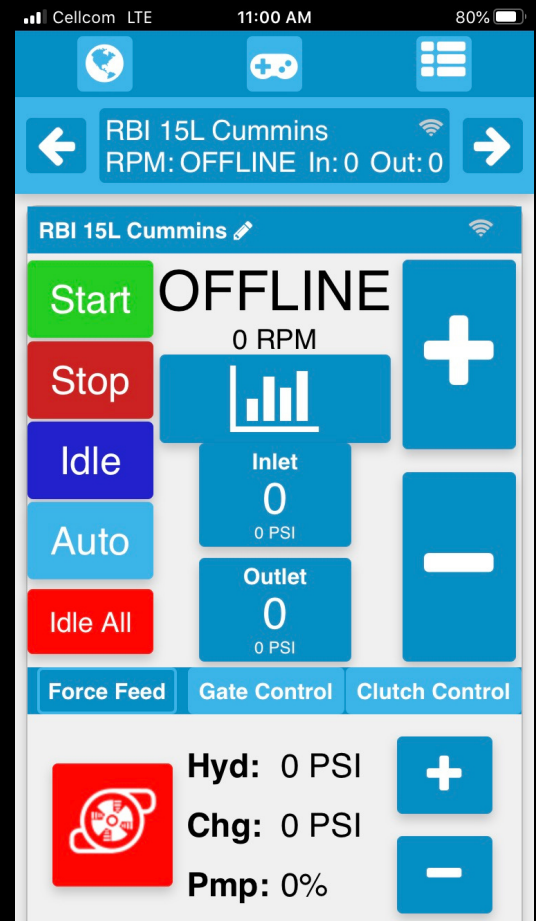 Cellcom LTE 11:00 AM 80%
RBI 15L Cummins
RPM: OFFLINE In: 0 Out: 0
RBI 15L Cummins
Start
OFFLINE
0 RPM
Stop
Idle
Inlet
0
0 PSI
Auto
Outlet
0
0 PSI
Idle All
Force Feed Gate Control Clutch Control
Hyd: 0 PSI
Chg: 0 PSI
Pmp: 0%